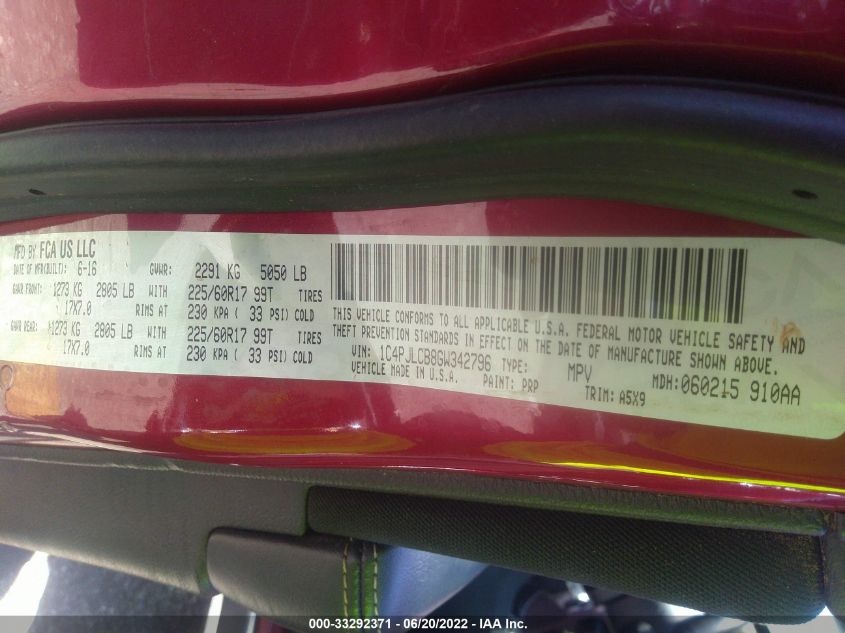 MFD BY FCA US LLC
DATE OF MFR(BUILT): 6-16 GVWR: 2291 KG 5050 LB
GAWR FRONT: 1273 KG 2805 LB WITH 225/60R17 99T TIRES
17X7.0 RIMS AT 230 KPA ( 33 PSI) COLD
GAWR REAR: 1273 KG 2805 LB WITH 225/60R17 99T TIRES
17X7.0 RIMS AT 230 KPA ( 33 PSI) COLD
THIS VEHICLE CONFORMS TO ALL APPLICABLE U.S.A. FEDERAL MOTOR VEHICLE SAFETY AND
THEFT PREVENTION STANDARDS IN EFFECT ON THE DATE OF MANUFACTURE SHOWN ABOVE.
VIN: 1C4PJLCB8GW342796 TYPE: MPV MDH:060215 910AA
VEHICLE MADE IN U.S.A. PAINT: PRP TRIM: A5X9
000-33292371 - 06/20/2022 - IAA Inc.